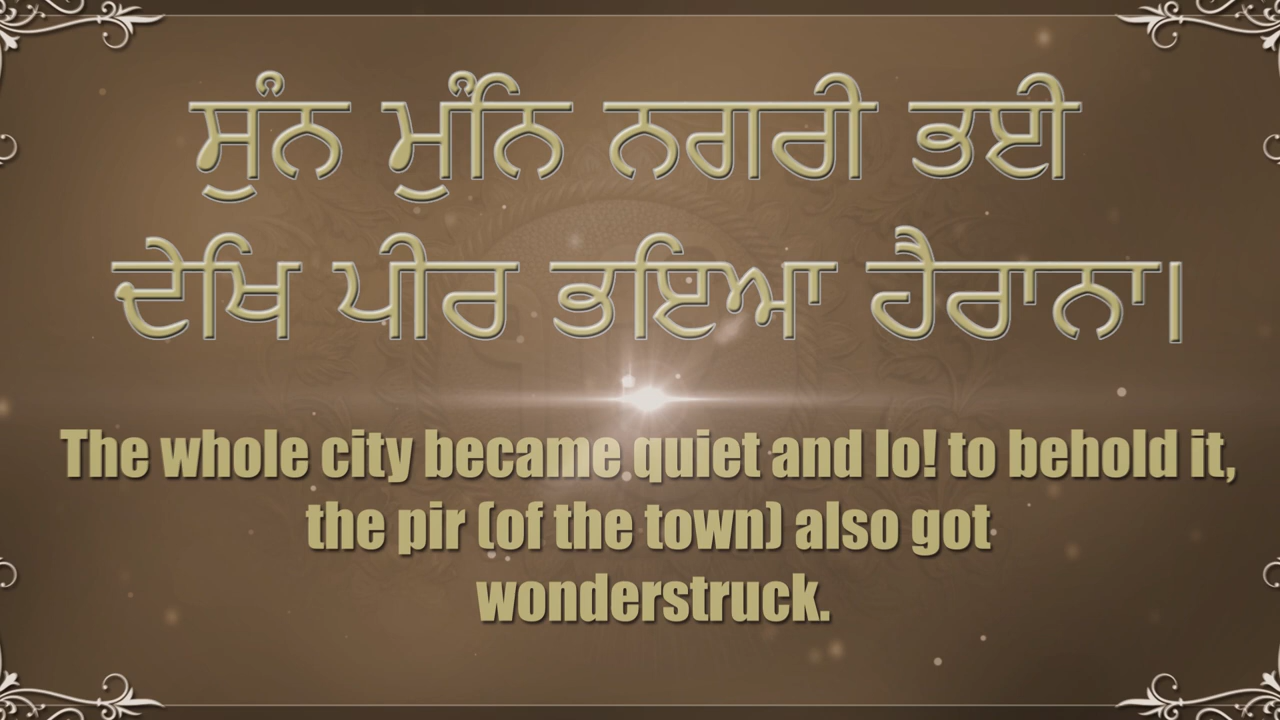 ਸੁੰਨ ਮੁੰਨਿ ਨਗਰੀ ਭਈ
ਦੇਖਿ ਪੀਰ ਭਇਆ ਹੈਰਾਨਾ।
The whole city became quiet and lo! to behold it,
the pir (of the town) also got
wonderstruck.